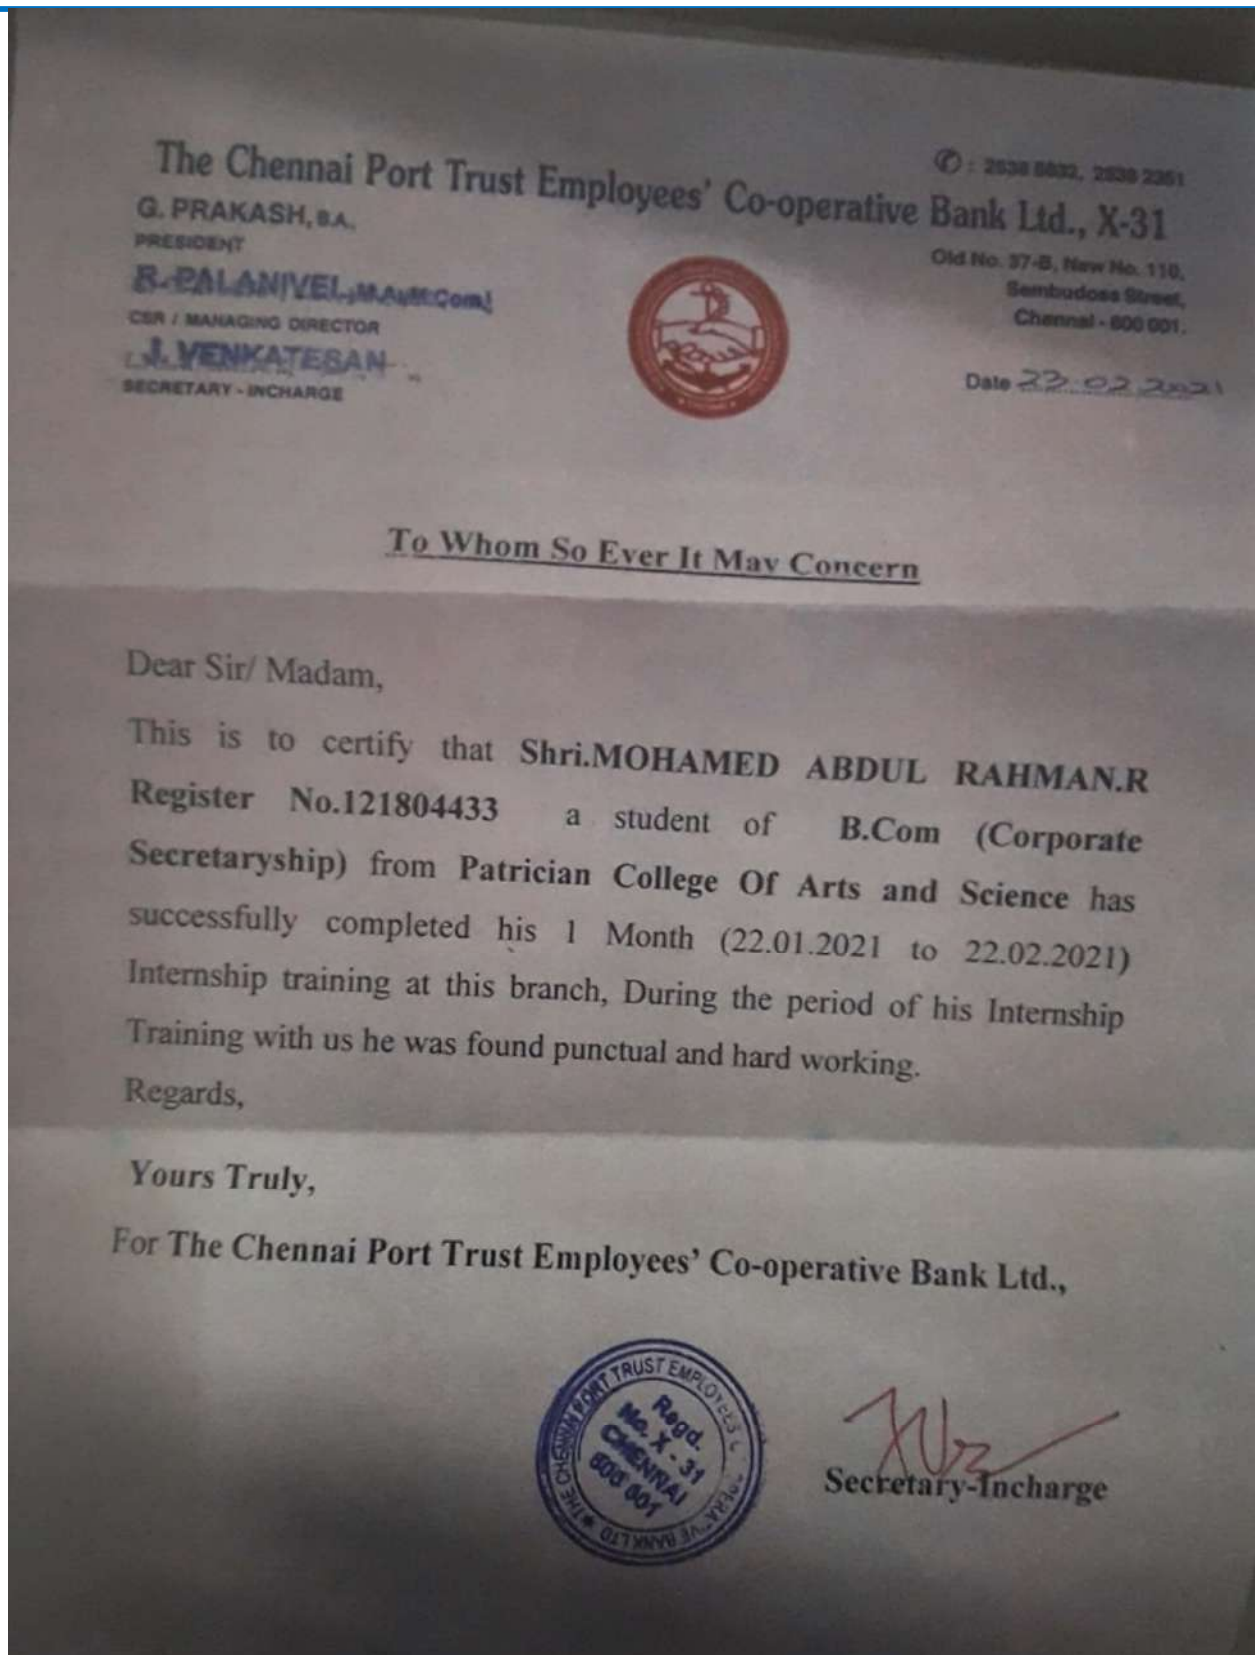 The Chennai Port Trust Employees' Co-operative Bank Ltd., X-31
G. PRAKASH, B.A.,
PRESIDENT
R. PALANIVEL, M.A., M.Com.,
CSR / MANAGING DIRECTOR
J. VENKATESAN
SECRETARY - INCHARGE
Old No. 37-B, New No. 110,
Sembudoss Street,
Chennai - 600 001.
Date 23.02.2021
To Whom So Ever It May Concern
Dear Sir/ Madam,
This is to certify that Shri.MOHAMED ABDUL RAHMAN.R
Register No.121804433 a student of B.Com (Corporate
Secretaryship) from Patrician College Of Arts and Science has
successfully completed his 1 Month (22.01.2021 to 22.02.2021)
Internship training at this branch, During the period of his Internship
Training with us he was found punctual and hard working.
Regards,
Yours Truly,
For The Chennai Port Trust Employees' Co-operative Bank Ltd.,
THE CHENNAI PORT TRUST EMPLOYEES BANK LTD
Regd.
No. X - 31
CHENNAI
600 001
Secretary-Incharge